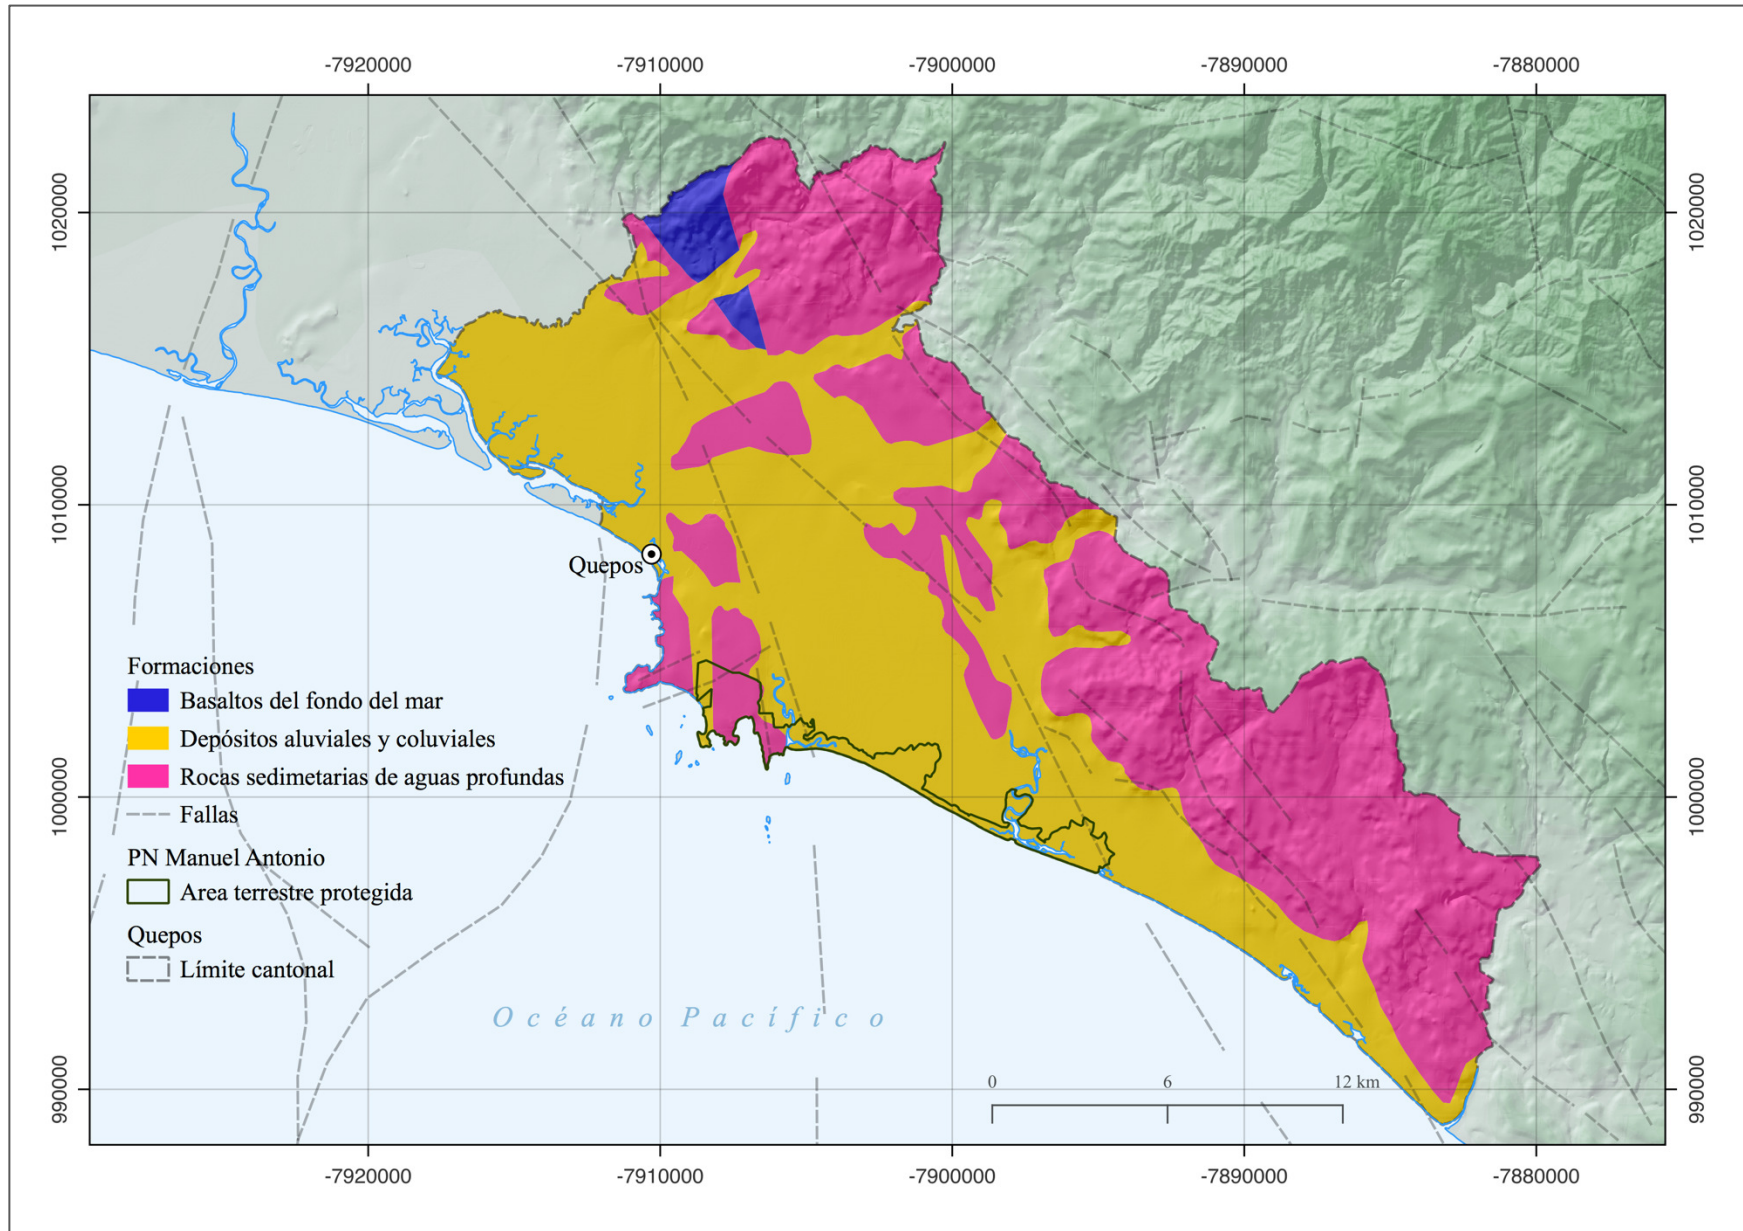 -7920000 -7910000 -7900000 -7890000 -7880000
1020000 1020000
1010000 1010000
Quepos
Formaciones
Basaltos del fondo del mar
Depósitos aluviales y coluviales
Rocas sedimetarias de aguas profundas
1000000 1000000
Fallas
PN Manuel Antonio
Area terrestre protegida
Quepos
Límite cantonal
Océano Pacífico
0 6 12 km
990000 990000
-7920000 -7910000 -7900000 -7890000 -7880000